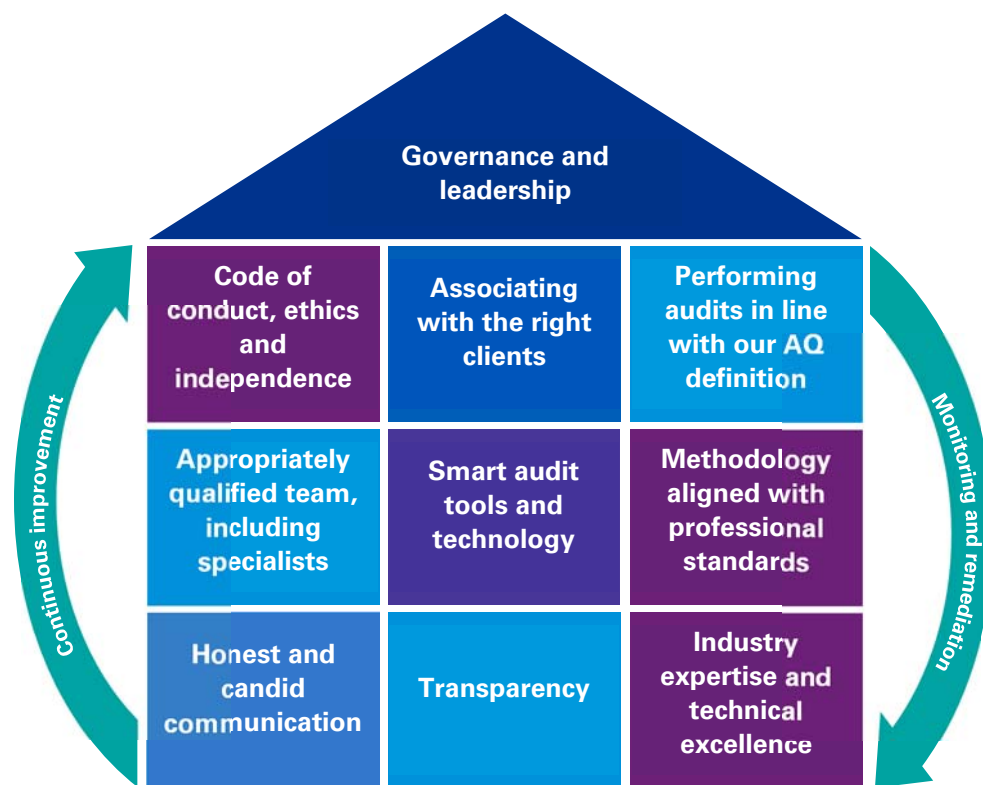 Governance and
leadership
Code of
conduct, ethics
and
independence
Associating
with the right
clients
Performing
audits in line
with our AQ
definition
Appropriately
qualified team,
including
specialists
Smart audit
tools and
technology
Methodology
aligned with
professional
standards
Honest and
candid
communication
Transparency
Industry
expertise and
technical
excellence
Continuous improvement
Monitoring and remediation